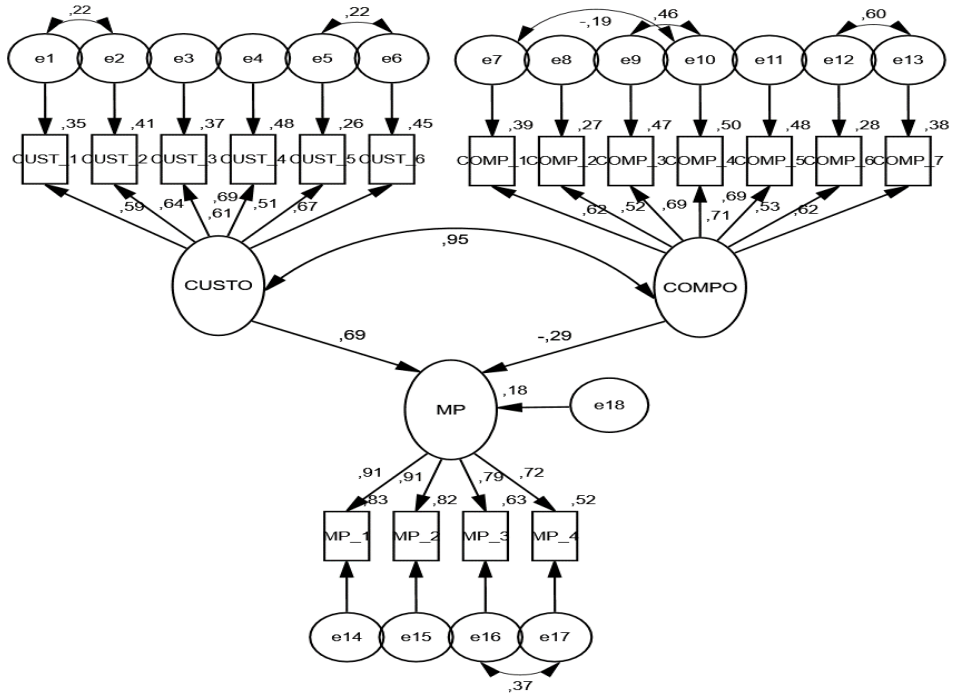 ,22 ,22 -,19 ,46 ,60
e1 e2 e3 e4 e5 e6 e7 e8 e9 e10 e11 e12 e13
,35 ,41 ,37 ,48 ,26 ,45 ,39 ,27 ,47 ,50 ,48 ,28 ,38
CUST_1 CUST_2 CUST_3 CUST_4 CUST_5 CUST_6 COMP_1 COMP_2 COMP_3 COMP_4 COMP_5 COMP_6 COMP_7
,59 ,64 ,61 ,69 ,51 ,67 ,62 ,52 ,69 ,71 ,69 ,53 ,62
,95
CUSTO COMPO
,69 -,29
MP ,18 e18
,91 ,91 ,79 ,72
,83 ,82 ,63 ,52
MP_1 MP_2 MP_3 MP_4
e14 e15 e16 e17
,37